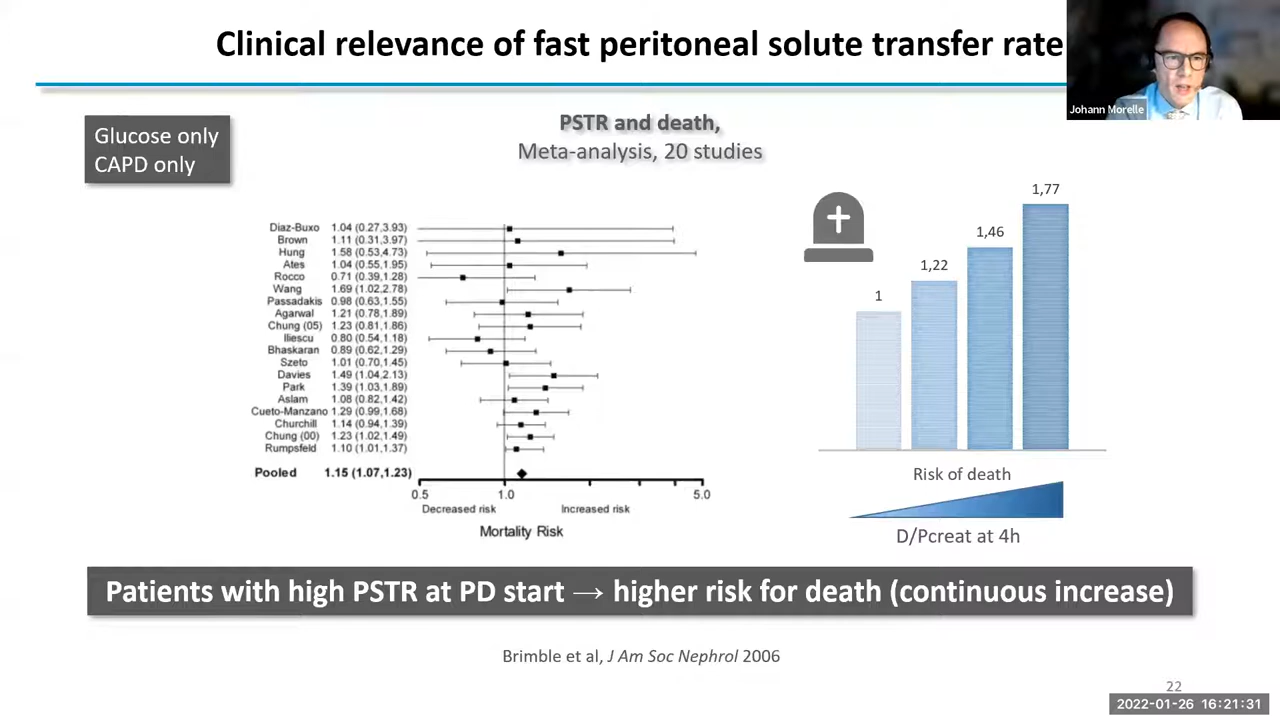 Clinical relevance of fast peritoneal solute transfer rate
Johann Morelle
Glucose only
CAPD only
PSTR and death,
Meta-analysis, 20 studies
Diaz-Buxo 1.04 (0.27,3.93)
Brown 1.11 (0.31,3.97)
Hung 1.58 (0.53,4.73)
Ates 1.04 (0.55,1.95)
Rocco 0.71 (0.39,1.28)
Wang 1.69 (1.02,2.78)
Passadakis 0.98 (0.63,1.55)
Agarwal 1.21 (0.78,1.89)
Chung (05) 1.23 (0.81,1.86)
Iliescu 0.80 (0.54,1.18)
Bhaskaran 0.89 (0.62,1.29)
Szeto 1.01 (0.70,1.45)
Davies 1.49 (1.04,2.13)
Park 1.39 (1.03,1.89)
Aslam 1.08 (0.82,1.42)
Cueto-Manzano 1.29 (0.99,1.68)
Churchill 1.14 (0.94,1.39)
Chung (00) 1.23 (1.02,1.49)
Rumpsfeld 1.10 (1.01,1.37)
Pooled 1.15 (1.07,1.23)
0.5 1.0 5.0
Decreased risk Increased risk
Mortality Risk
1
1,22
1,46
1,77
Risk of death
D/Pcreat at 4h
Patients with high PSTR at PD start → higher risk for death (continuous increase)
Brimble et al, J Am Soc Nephrol 2006
22
2022-01-26 16:21:31